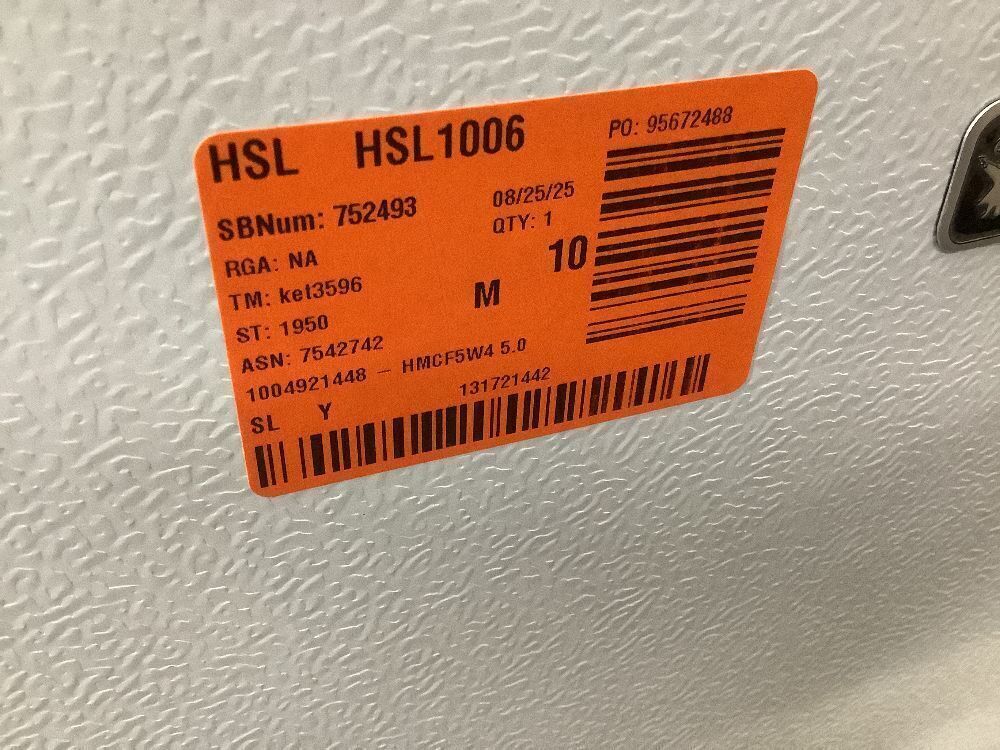 HSL HSL1006
PO: 95672488
SBNum: 752493 08/25/25
QTY: 1
RGA: NA 10
TM: ket3596 M
ST: 1950
ASN: 7542742
1004921448 - HMCF5W4 5.0
SL Y 131721442